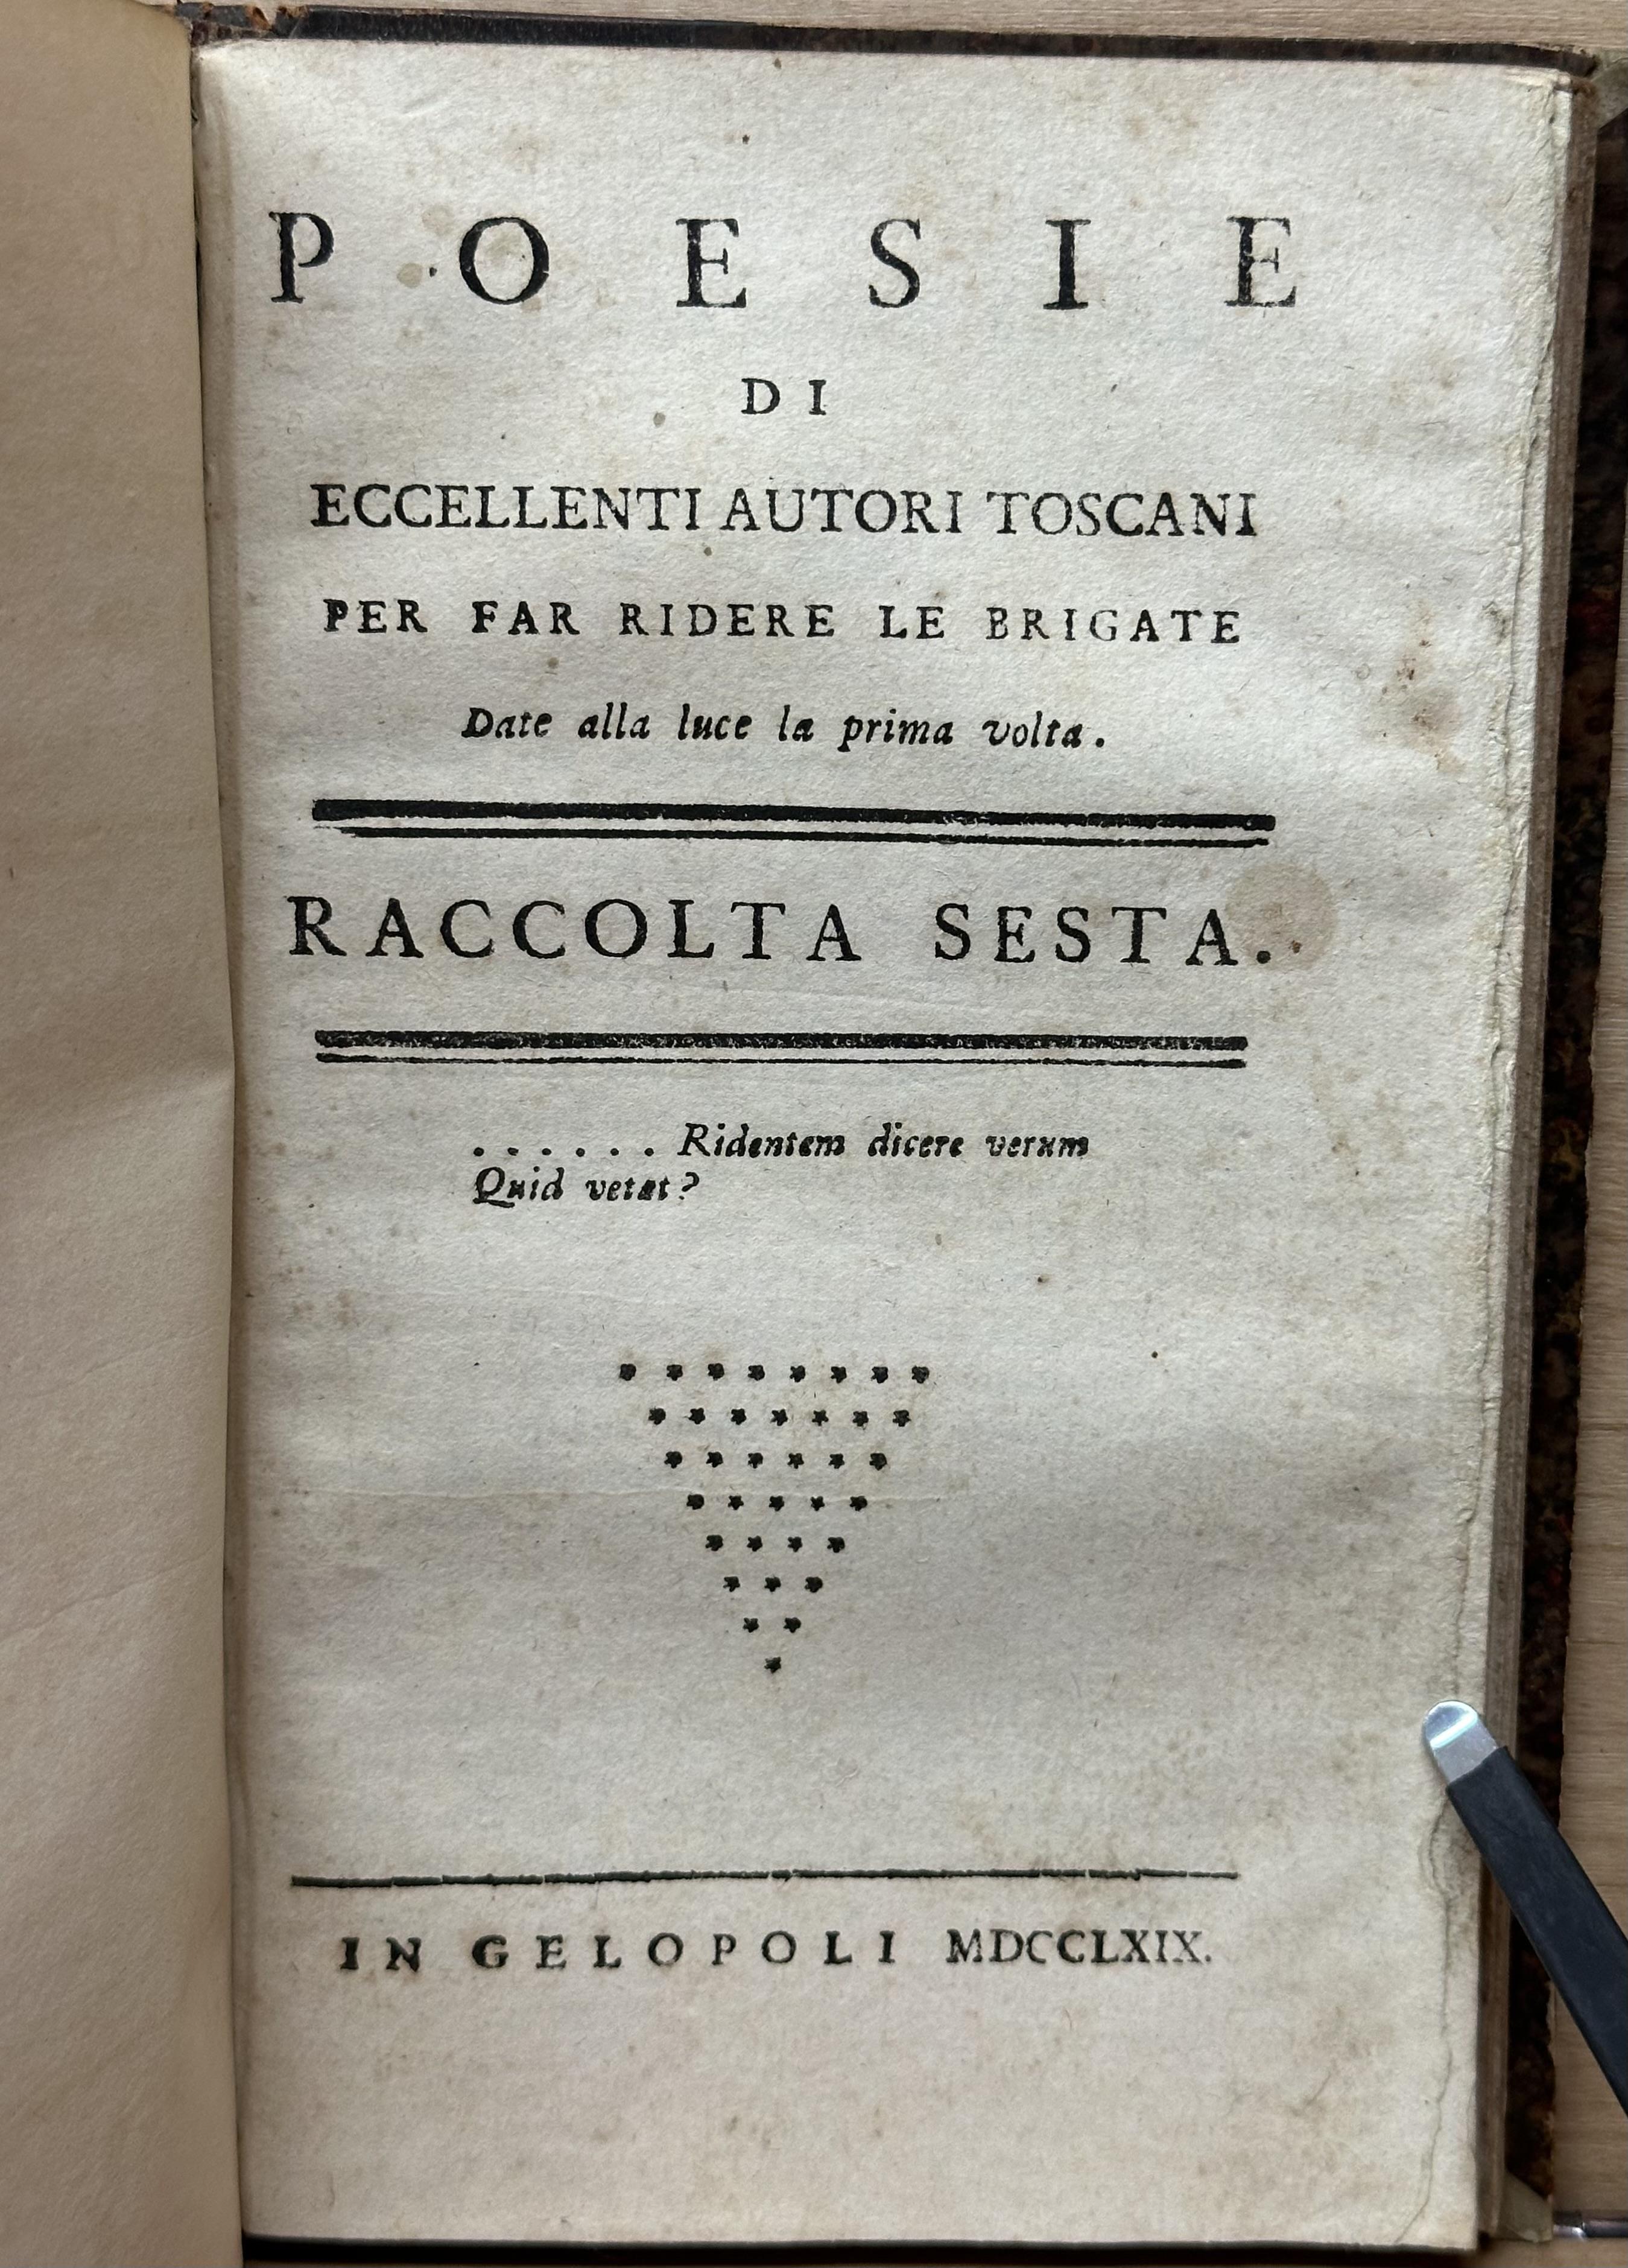 POESIE
DI
ECCELLENTI AUTORI TOSCANI
PER FAR RIDERE LE BRIGATE
Date alla luce la prima volta.
RACCOLTA SESTA.
. . . . . . Ridentem dicere verum
Quid vetat?
* * * * * * * *
* * * * * * *
* * * * * *
* * * * *
* * * *
* * *
* *
*
IN GELOPOLI MDCCLXIX.